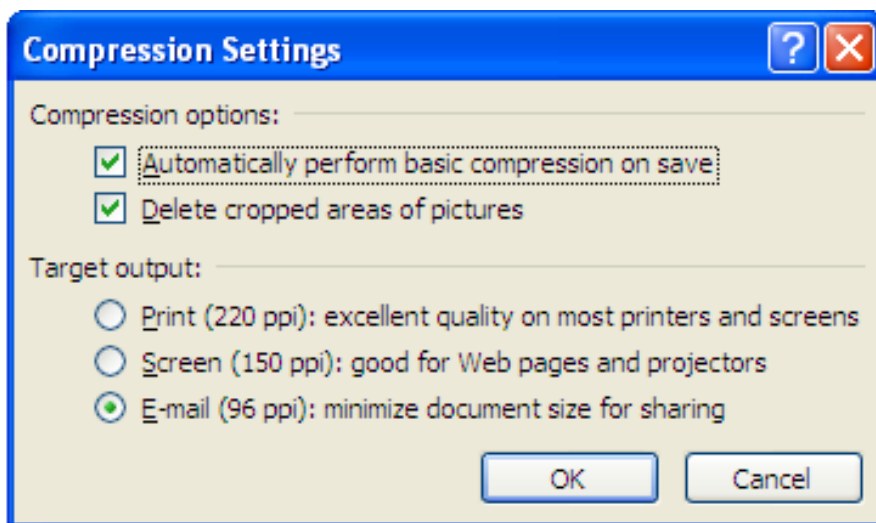 Compression Settings
?
Compression options:
Automatically perform basic compression on save
Delete cropped areas of pictures
Target output:
Print (220 ppi): excellent quality on most printers and screens
Screen (150 ppi): good for Web pages and projectors
E-mail (96 ppi): minimize document size for sharing
OK Cancel